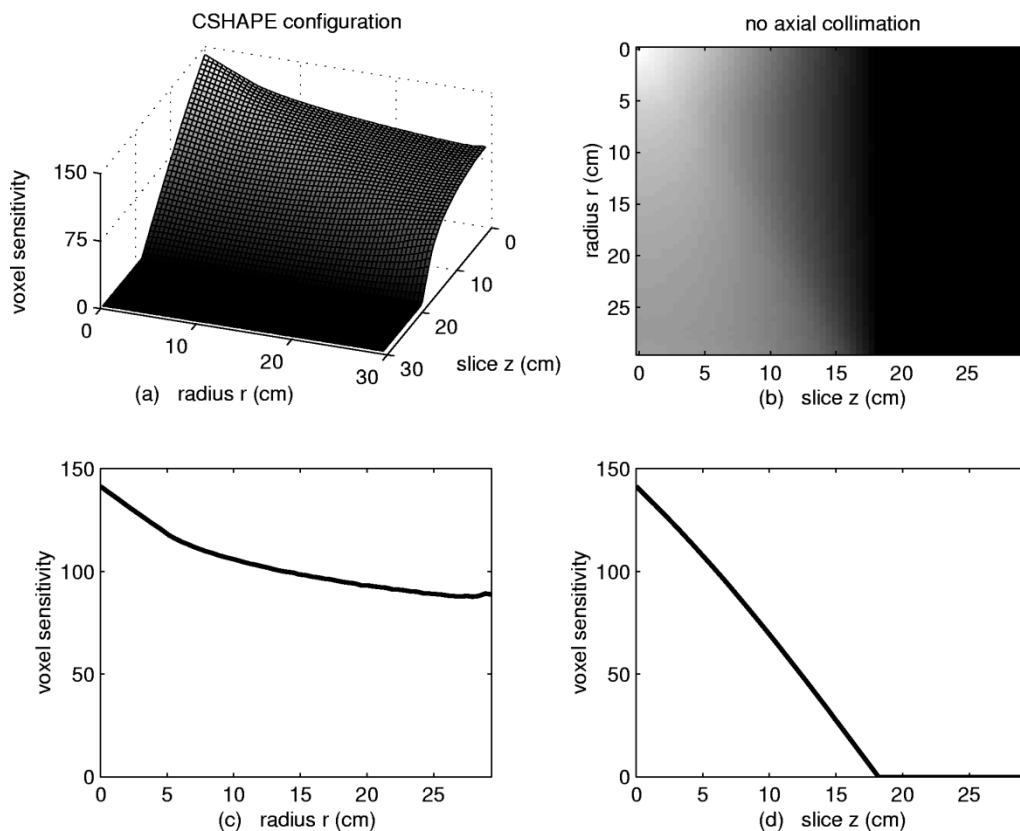 CSHAPE configuration
voxel sensitivity
150
75
0
0
10
20
30
0
10
20
30
slice z (cm)
(a) radius r (cm)
no axial collimation
radius r (cm)
0
5
10
15
20
25
0 5 10 15 20 25
(b) slice z (cm)
voxel sensitivity
150
100
50
0
0 5 10 15 20 25
(c) radius r (cm)
voxel sensitivity
150
100
50
0
0 5 10 15 20 25
(d) slice z (cm)